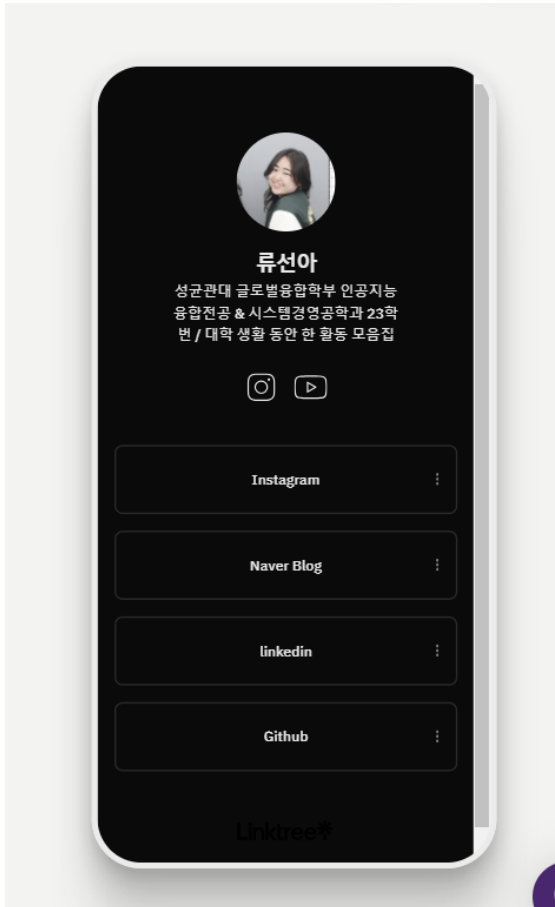 류선아
성균관대 글로벌융합학부 인공지능
융합전공 & 시스템경영공학과 23학
번 / 대학 생활 동안 한 활동 모음집
Instagram
Naver Blog
linkedin
Github
Linktree